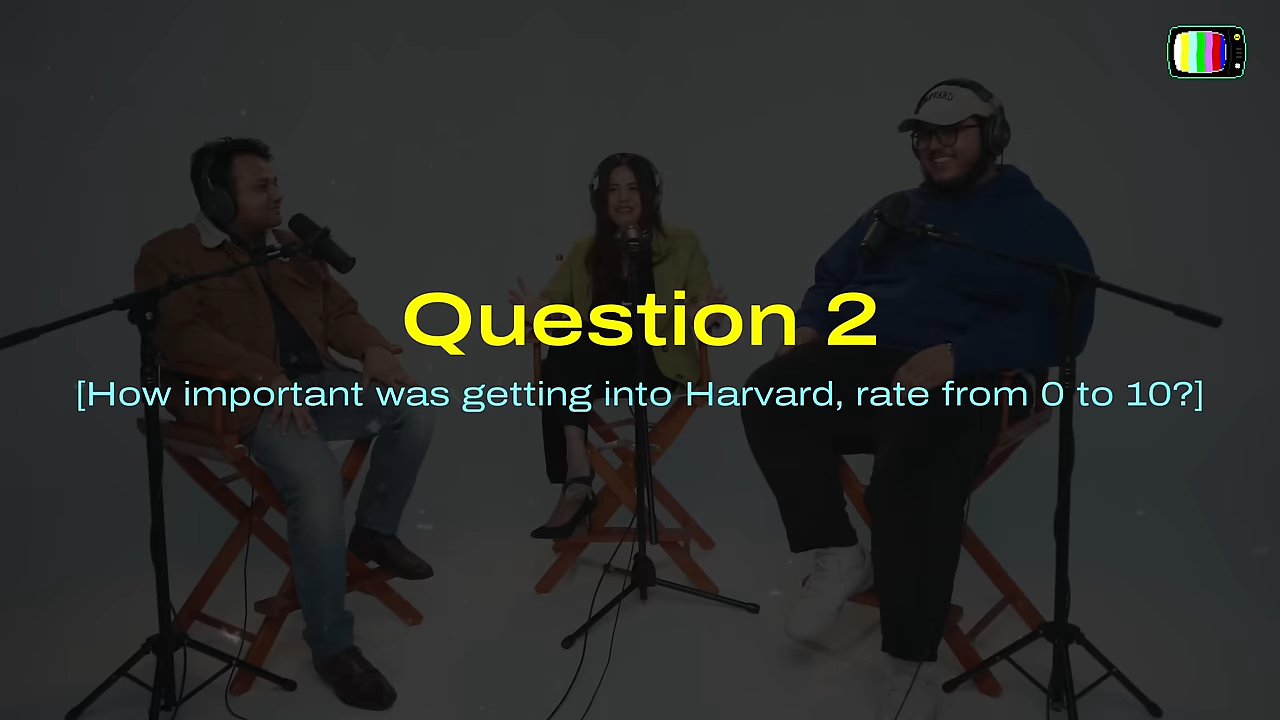 Question 2
[How important was getting into Harvard, rate from 0 to 10?]